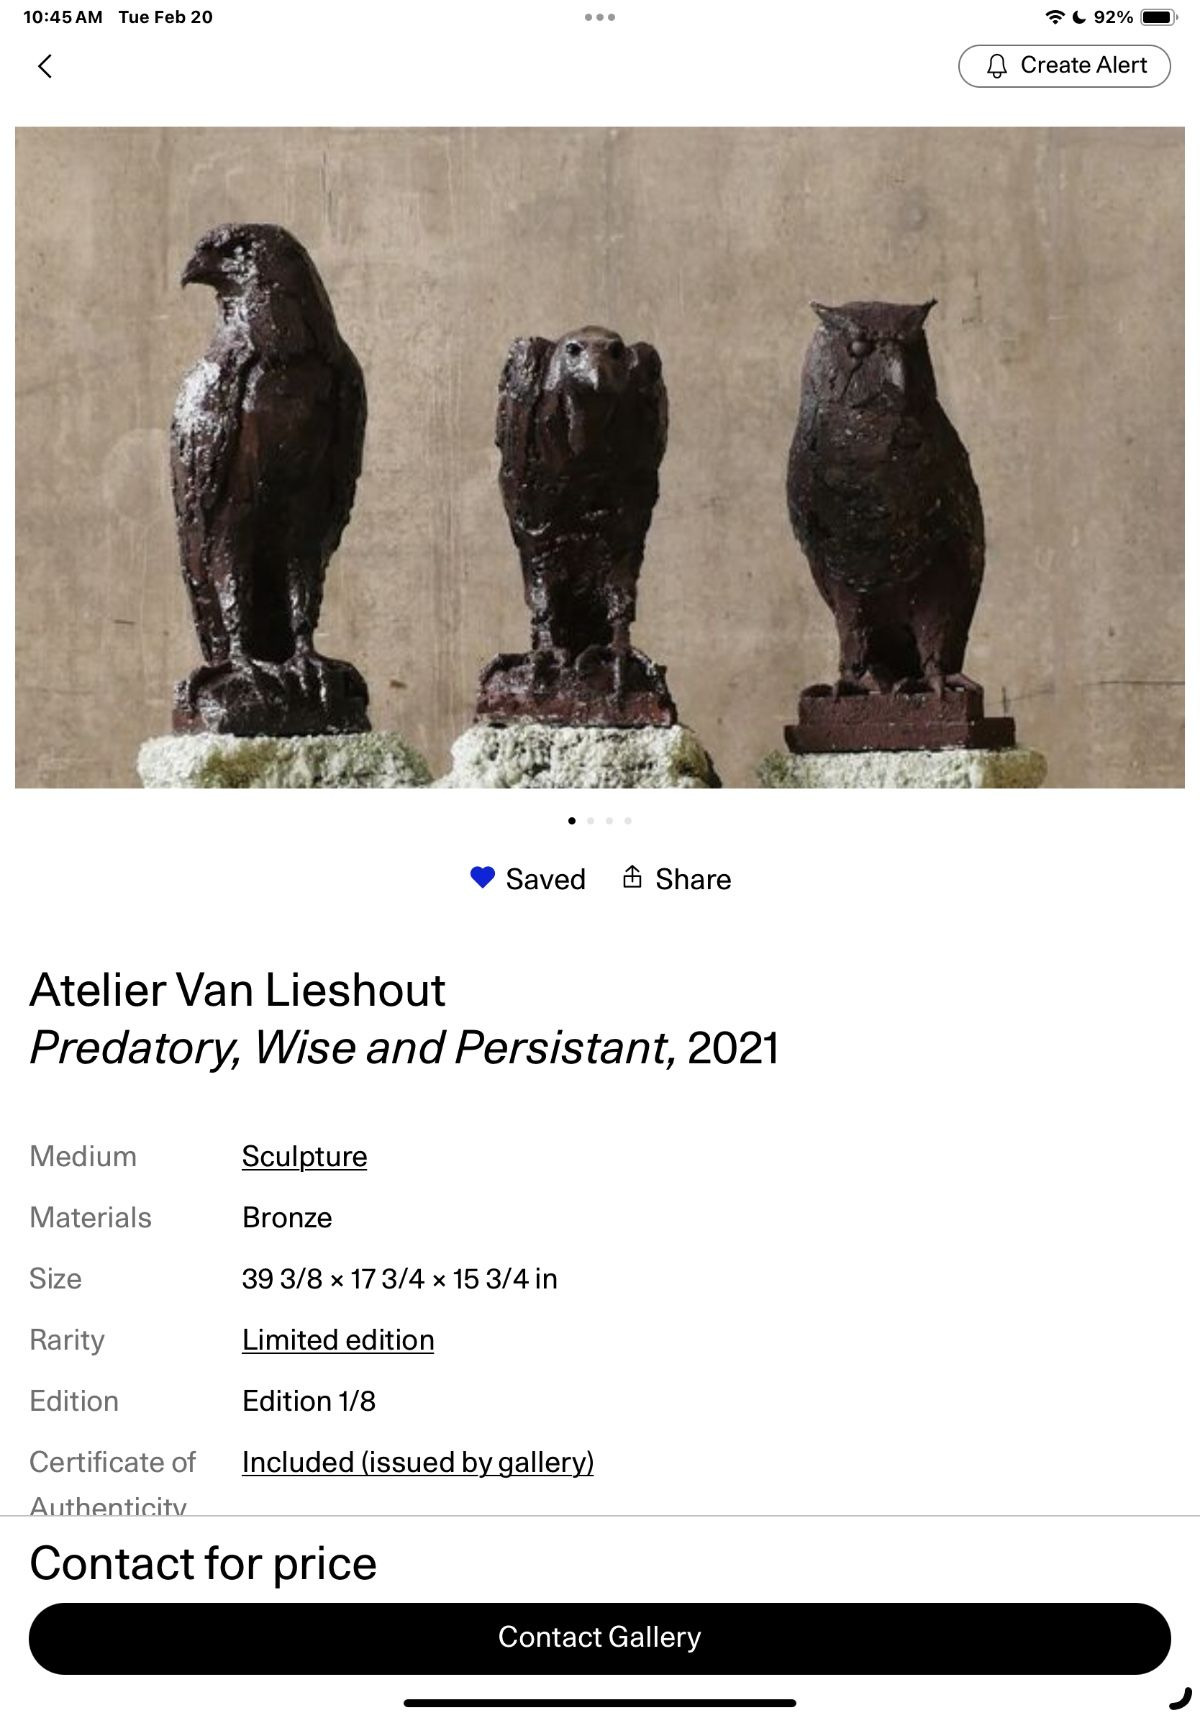 10:45 AM Tue Feb 20
92%
Create Alert
Saved Share
Atelier Van Lieshout
Predatory, Wise and Persistant, 2021
Medium Sculpture
Materials Bronze
Size 39 3/8 × 17 3/4 × 15 3/4 in
Rarity Limited edition
Edition Edition 1/8
Certificate of Included (issued by gallery)
Authenticity
Contact for price
Contact Gallery